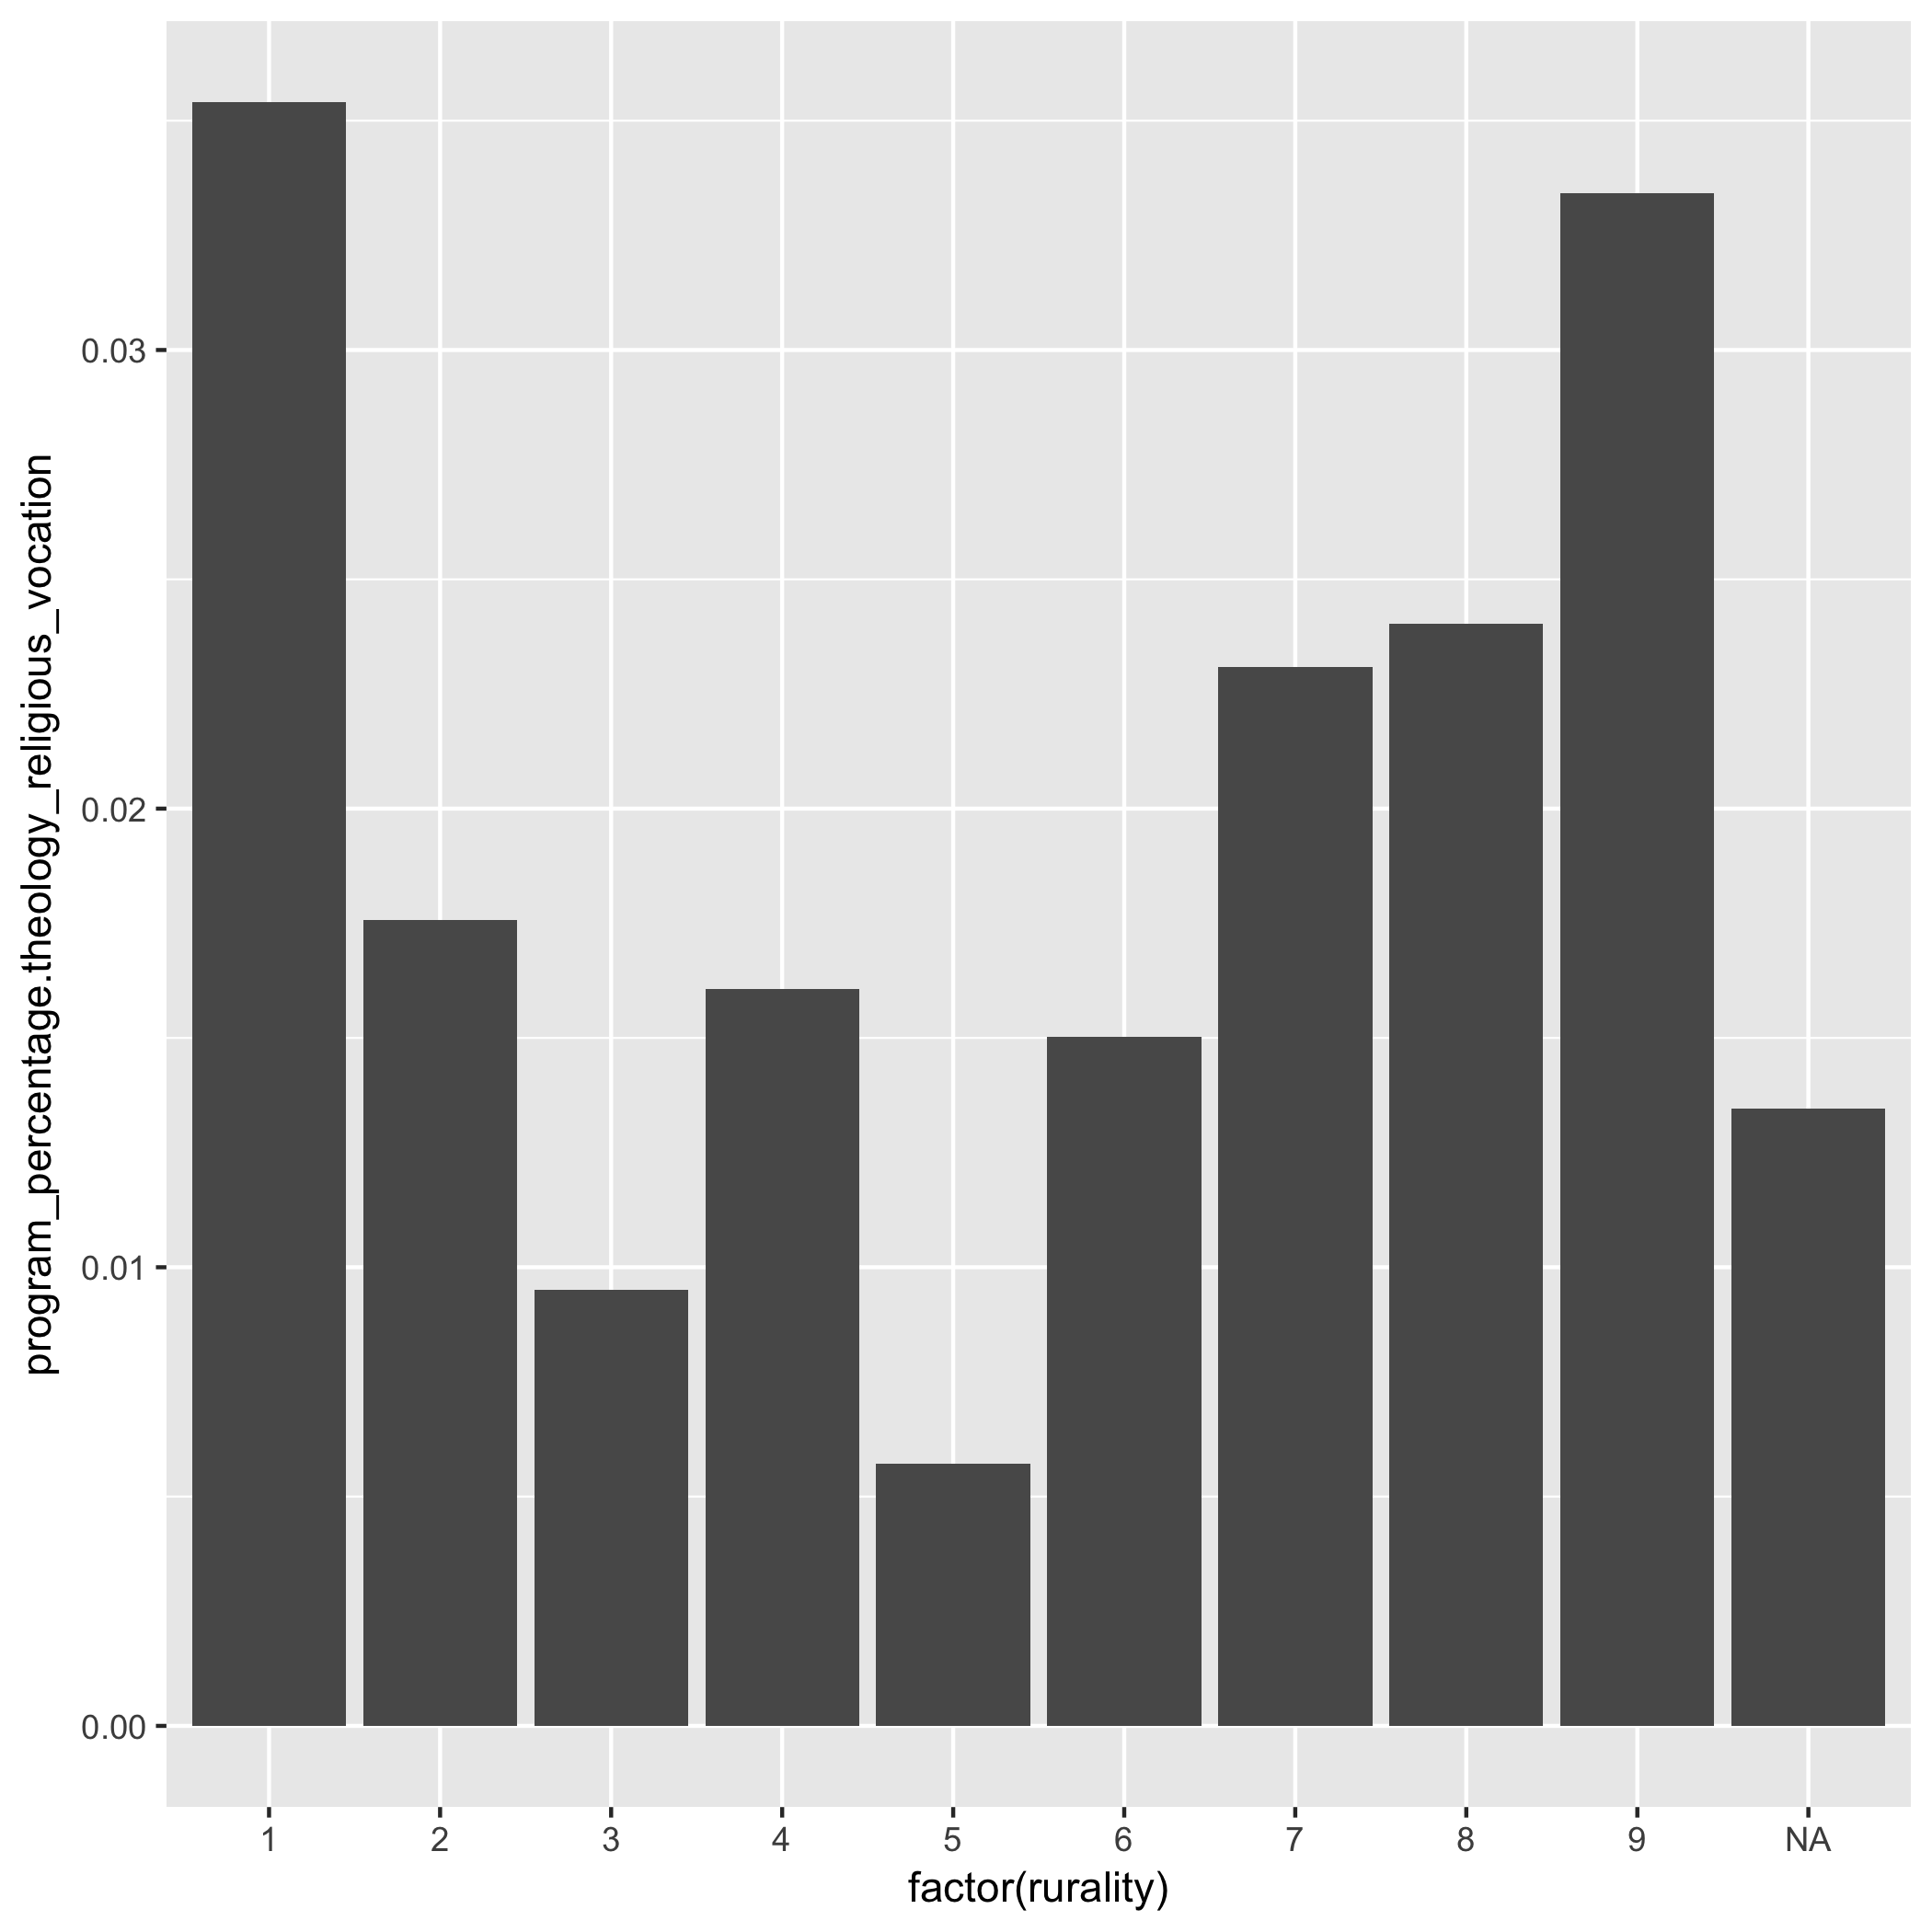 program_percentage.theology_religious_vocation
0.03
0.02
0.01
0.00
1 2 3 4 5 6 7 8 9 NA
factor(rurality)